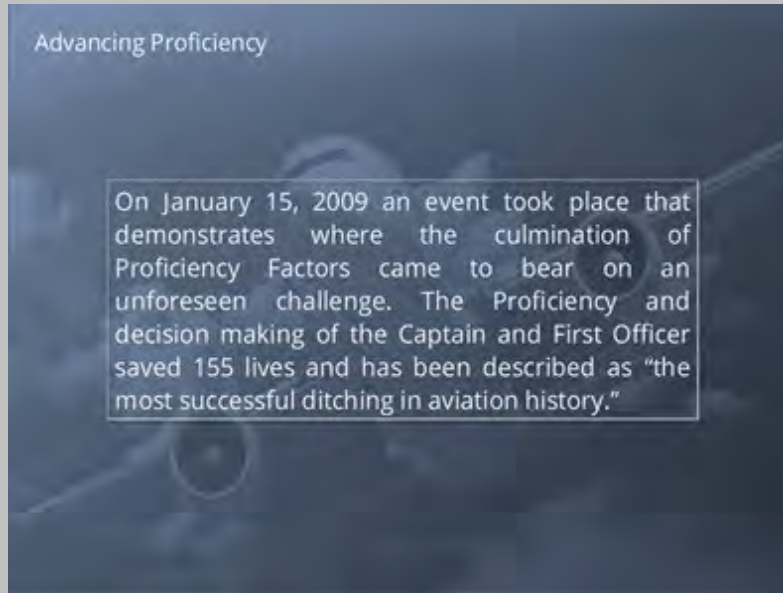 Advancing Proficiency
On January 15, 2009 an event took place that
demonstrates where the culmination of
Proficiency Factors came to bear on an
unforeseen challenge. The Proficiency and
decision making of the Captain and First Officer
saved 155 lives and has been described as “the
most successful ditching in aviation history.”